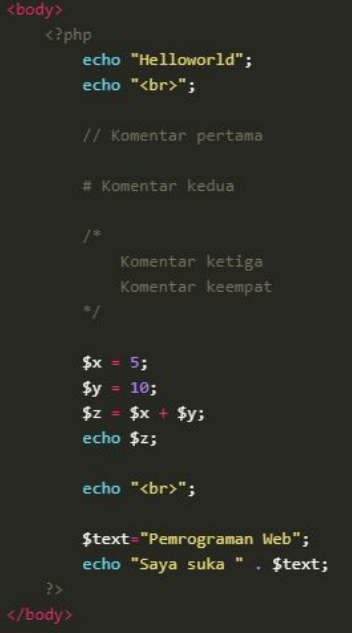 <body>
<?php
echo "Helloworld";
echo "<br>";
// Komentar pertama
# Komentar kedua
/*
Komentar ketiga
Komentar keempat
*/
$x = 5;
$y = 10;
$z = $x + $y;
echo $z;
echo "<br>";
$text="Pemrograman Web";
echo "Saya suka " . $text;
?>
</body>